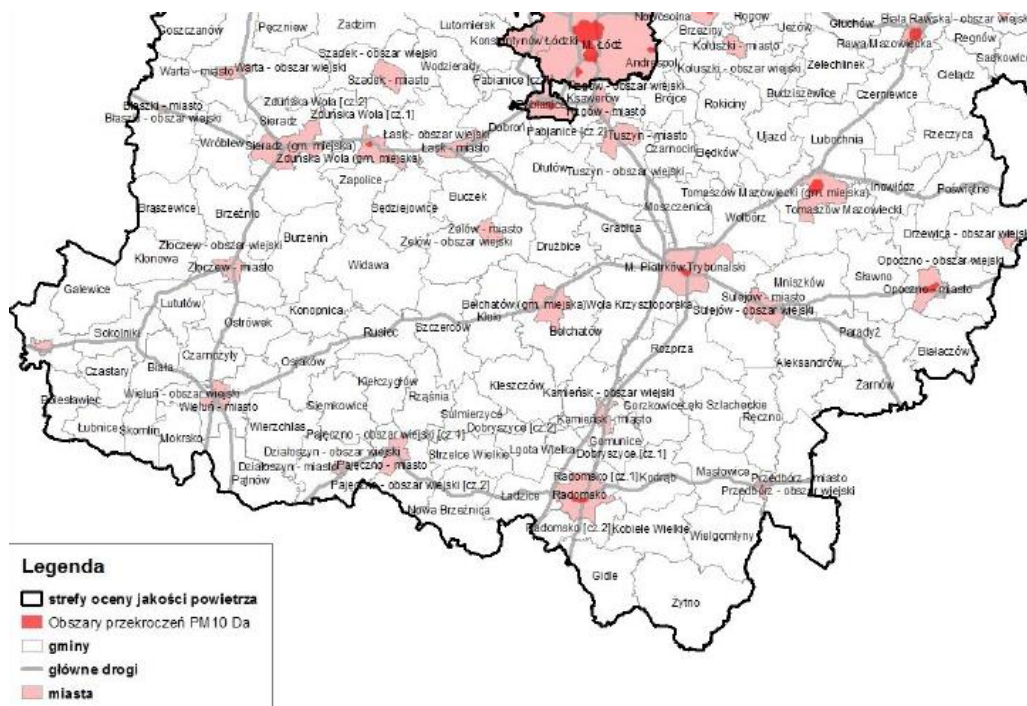 Goszczanów
Pęczniew
Zadzim
Lutomiersk
Konstantynów Łódzki
M. Łódź
Nowosolna
Brzeziny
Rogów
Jeżów
Głuchów
Biała Rawska - obszar wiejski
Regnów
Sadkowice
Rawa Mazowiecka
Koluszki - miasto
Andrespol
Koluszki - obszar wiejski
Żelechlinek
Cielądz
Szadek - obszar wiejski
Wodzierady
Pabianice [cz.
Warta - miasto
Warta - obszar wiejski
Szadek - miasto
Ksawerów
Brójce
Rokiciny
Budziszewice
Czerniewice
Błaszki - miasto
Błaszki - obszar wiejski
Zduńska Wola [cz.2]
Zduńska Wola [cz.1]
Sieradz
Wróblew
Sieradz (gm. miejska)
Zduńska Wola (gm. miejska)
Łask - obszar wiejski
Łask - miasto
Dobroń
Pabianice [cz.2]
Tuszyn - miasto
Czarnocin
Będków
Ujazd
Lubochnia
Rzeczyca
Zapolice
Dłutów
Tuszyn - obszar wiejski
Moszczenica
Tomaszów Mazowiecki (gm. miejska)
Inowłódz
Poświętne
Wolbórz
Tomaszów Mazowiecki
Brąszewice
Brzeźnio
Sędziejowice
Buczek
Zelów - miasto
Zelów - obszar wiejski
Grabica
Drużbice
Drzewica - obszar wiejski
Burzenin
Złoczew - obszar wiejski
Klonowa
Złoczew - miasto
Widawa
M. Piotrków Trybunalski
Mniszków
Sławno
Opoczno - obszar wiejski
Opoczno - miasto
Galewice
Lututów
Konopnica
Bełchatów (gm. miejska)
Wola Krzysztoporska
Kluki
Sulejów - miasto
Sulejów - obszar wiejski
Ostrówek
Rusiec
Szczerców
Bełchatów
Sokolniki
Paradyż
Czarnożyły
Osjaków
Rozprza
Białaczów
Czastary
Biała
Aleksandrów
Żarnów
Kiełczygłów
Kleszczów
Rząśnia
Wieluń - obszar wiejski
Wieluń - miasto
Kamieńsk - obszar wiejski
Gorzkowice
Łęki Szlacheckie
Ręczno
Bolesławiec
Siemkowice
Sulmierzyce
Kamieńsk - miasto
Łubnice
Skomlin
Mokrsko
Wierzchlas
Pajęczno - obszar wiejski [cz.1]
Dobryszyce [cz.2]
Gomunice
Działoszyn - obszar wiejski
Działoszyn - miasto
Pajęczno - miasto
Strzelce Wielkie
Lgota Wielka
Dobryszyce [cz.1]
Pątnów
Radomsko [cz.1]
Kodrąb
Masłowice
Przedbórz - miasto
Przedbórz - obszar wiejski
Pajęczno - obszar wiejski [cz.2]
Ładzice
Radomsko
Nowa Brzeźnica
Radomsko [cz.2]
Kobiele Wielkie
Wielgomłyny
Gidle
Żytno
Legenda
strefy oceny jakości powietrza
Obszary przekroczeń PM10 Da
gminy
główne drogi
miasta